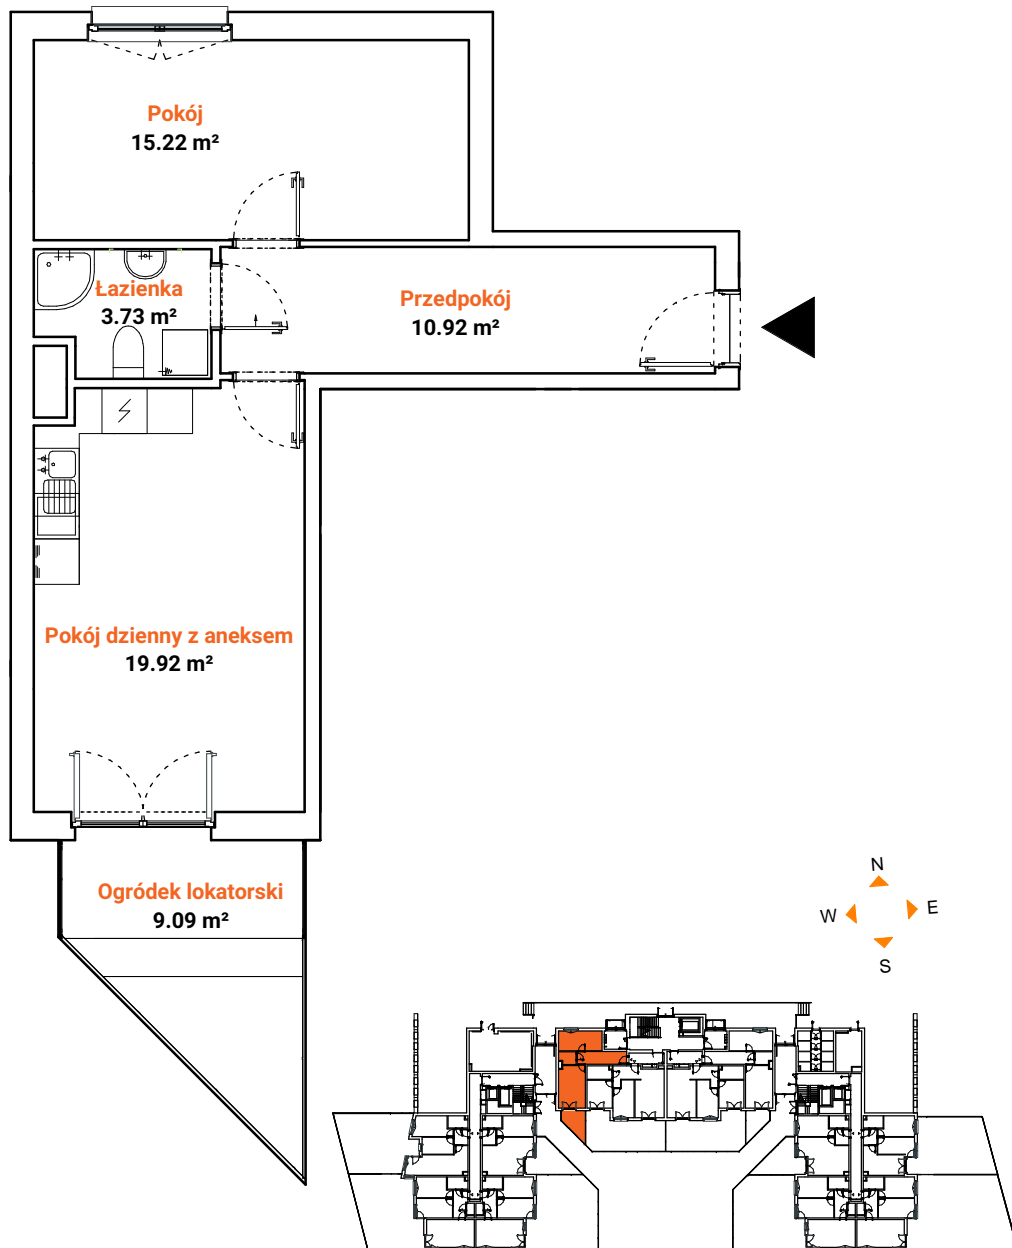 Pokój
15.22 m²
Łazienka
3.73 m²
Przedpokój
10.92 m²
Pokój dzienny z aneksem
19.92 m²
Ogródek lokatorski
9.09 m²
N
W
E
S